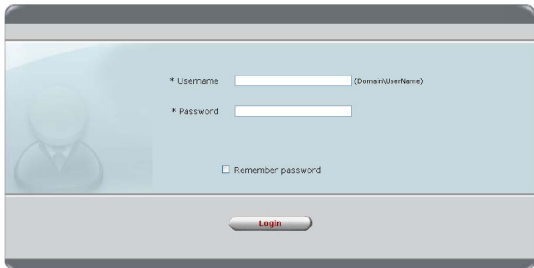 * Username (Domain\UserName)
* Password
Remember password
Login